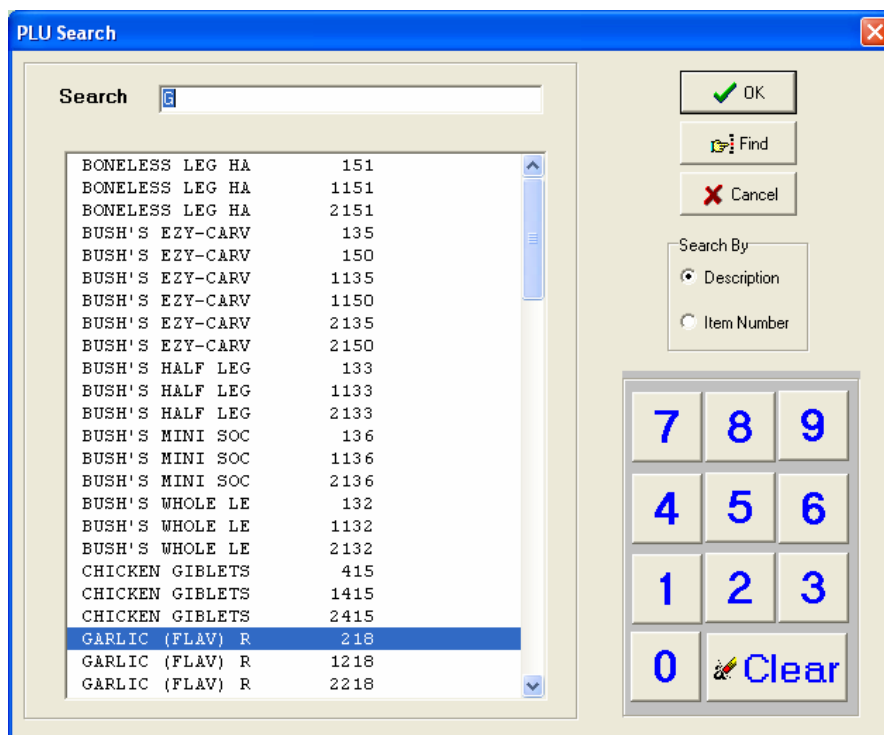 PLU Search
Search G
BONELESS LEG HA 151
BONELESS LEG HA 1151
BONELESS LEG HA 2151
BUSH'S EZY-CARV 135
BUSH'S EZY-CARV 150
BUSH'S EZY-CARV 1135
BUSH'S EZY-CARV 1150
BUSH'S EZY-CARV 2135
BUSH'S EZY-CARV 2150
BUSH'S HALF LEG 133
BUSH'S HALF LEG 1133
BUSH'S HALF LEG 2133
BUSH'S MINI SOC 136
BUSH'S MINI SOC 1136
BUSH'S MINI SOC 2136
BUSH'S WHOLE LE 132
BUSH'S WHOLE LE 1132
BUSH'S WHOLE LE 2132
CHICKEN GIBLETS 415
CHICKEN GIBLETS 1415
CHICKEN GIBLETS 2415
GARLIC (FLAV) R 218
GARLIC (FLAV) R 1218
GARLIC (FLAV) R 2218
OK
Find
Cancel
Search By
Description
Item Number
7 8 9
4 5 6
1 2 3
0 Clear